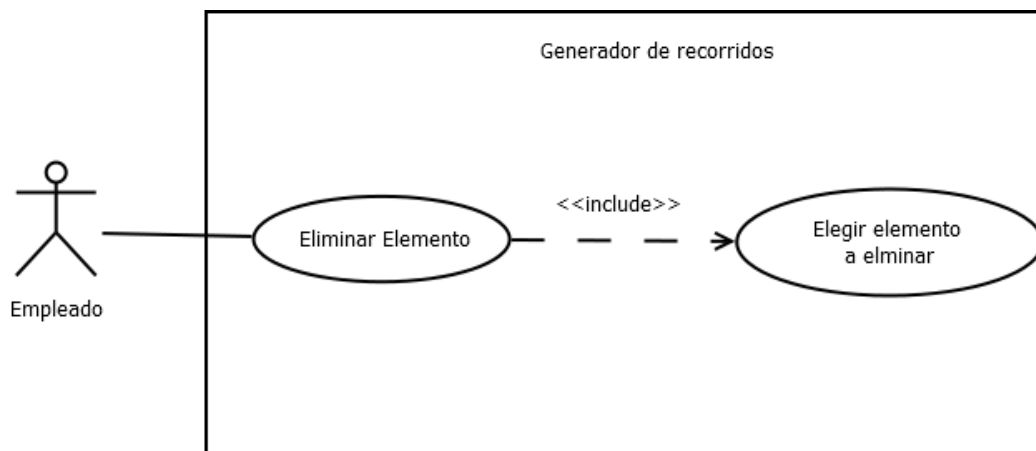 Generador de recorridos
<<include>>
Eliminar Elemento
Elegir elemento
a elminar
Empleado